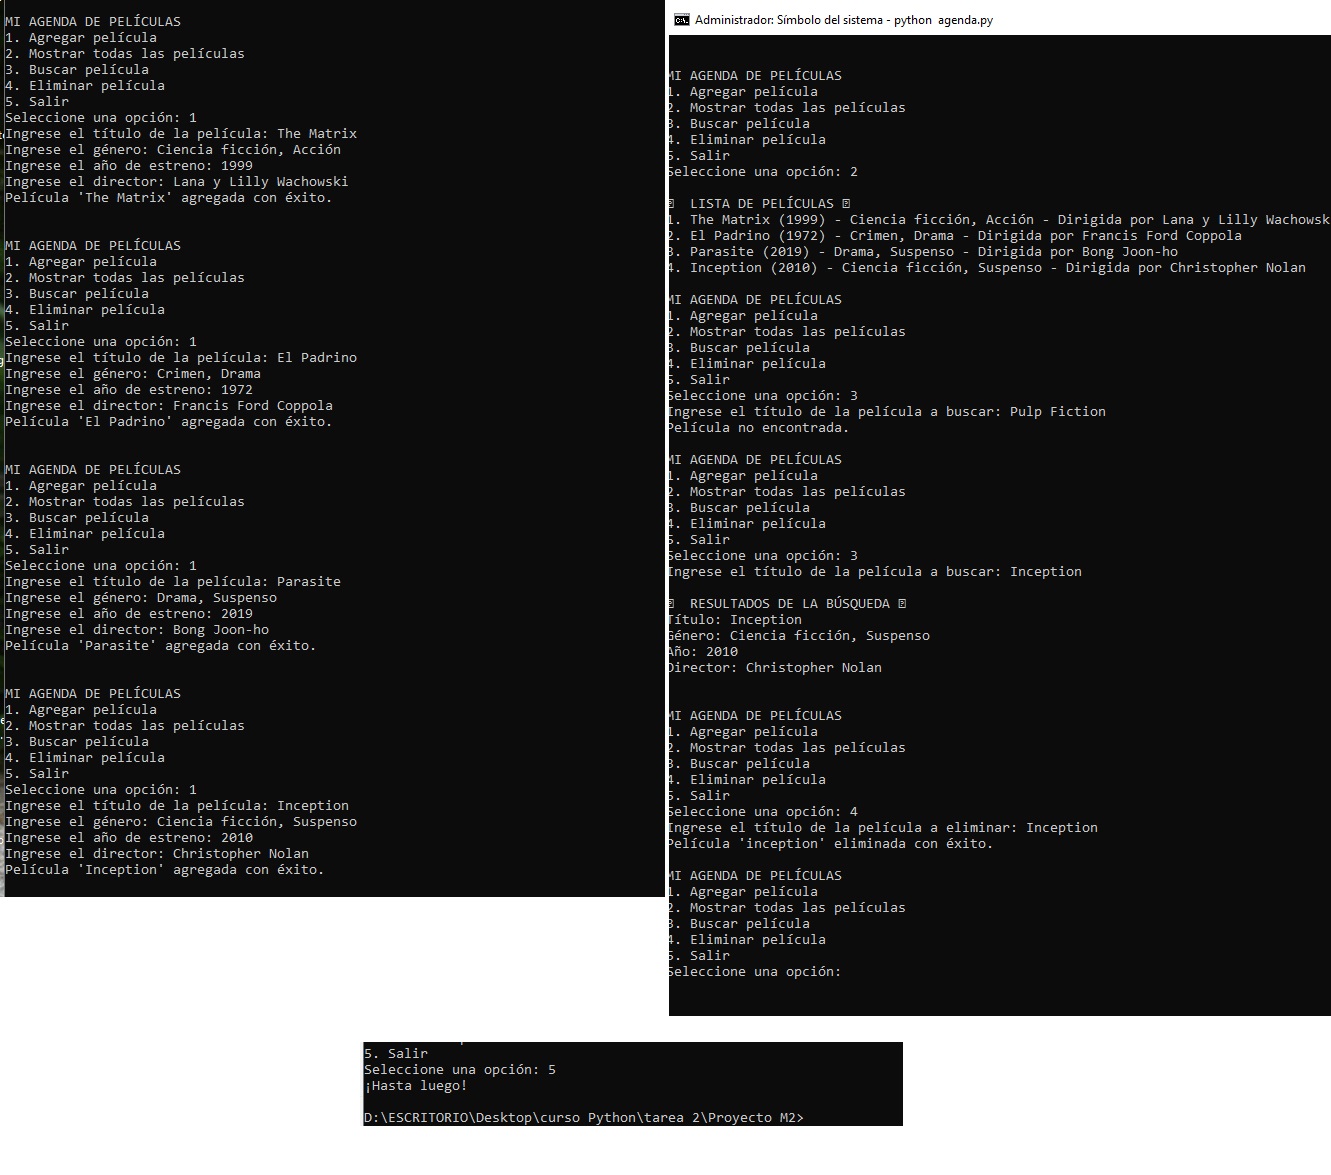 MI AGENDA DE PELÍCULAS
1. Agregar película
2. Mostrar todas las películas
3. Buscar película
4. Eliminar película
5. Salir
Seleccione una opción: 1
Ingrese el título de la película: The Matrix
Ingrese el género: Ciencia ficción, Acción
Ingrese el año de estreno: 1999
Ingrese el director: Lana y Lilly Wachowski
Película 'The Matrix' agregada con éxito.
MI AGENDA DE PELÍCULAS
1. Agregar película
2. Mostrar todas las películas
3. Buscar película
4. Eliminar película
5. Salir
Seleccione una opción: 1
Ingrese el título de la película: El Padrino
Ingrese el género: Crimen, Drama
Ingrese el año de estreno: 1972
Ingrese el director: Francis Ford Coppola
Película 'El Padrino' agregada con éxito.
MI AGENDA DE PELÍCULAS
1. Agregar película
2. Mostrar todas las películas
3. Buscar película
4. Eliminar película
5. Salir
Seleccione una opción: 1
Ingrese el título de la película: Parasite
Ingrese el género: Drama, Suspenso
Ingrese el año de estreno: 2019
Ingrese el director: Bong Joon-ho
Película 'Parasite' agregada con éxito.
MI AGENDA DE PELÍCULAS
1. Agregar película
2. Mostrar todas las películas
3. Buscar película
4. Eliminar película
5. Salir
Seleccione una opción: 1
Ingrese el título de la película: Inception
Ingrese el género: Ciencia ficción, Suspenso
Ingrese el año de estreno: 2010
Ingrese el director: Christopher Nolan
Película 'Inception' agregada con éxito.
Administrador: Símbolo del sistema - python agenda.py
MI AGENDA DE PELÍCULAS
1. Agregar película
2. Mostrar todas las películas
3. Buscar película
4. Eliminar película
5. Salir
Seleccione una opción: 2
LISTA DE PELÍCULAS
1. The Matrix (1999) - Ciencia ficción, Acción - Dirigida por Lana y Lilly Wachowsk
2. El Padrino (1972) - Crimen, Drama - Dirigida por Francis Ford Coppola
3. Parasite (2019) - Drama, Suspenso - Dirigida por Bong Joon-ho
4. Inception (2010) - Ciencia ficción, Suspenso - Dirigida por Christopher Nolan
MI AGENDA DE PELÍCULAS
1. Agregar película
2. Mostrar todas las películas
3. Buscar película
4. Eliminar película
5. Salir
Seleccione una opción: 3
Ingrese el título de la película a buscar: Pulp Fiction
Película no encontrada.
MI AGENDA DE PELÍCULAS
1. Agregar película
2. Mostrar todas las películas
3. Buscar película
4. Eliminar película
5. Salir
Seleccione una opción: 3
Ingrese el título de la película a buscar: Inception
RESULTADOS DE LA BÚSQUEDA
Título: Inception
Género: Ciencia ficción, Suspenso
Año: 2010
Director: Christopher Nolan
MI AGENDA DE PELÍCULAS
1. Agregar película
2. Mostrar todas las películas
3. Buscar película
4. Eliminar película
5. Salir
Seleccione una opción: 4
Ingrese el título de la película a eliminar: Inception
Película 'inception' eliminada con éxito.
MI AGENDA DE PELÍCULAS
1. Agregar película
2. Mostrar todas las películas
3. Buscar película
4. Eliminar película
5. Salir
Seleccione una opción:
5. Salir
Seleccione una opción: 5
¡Hasta luego!
D:\ESCRITORIO\Desktop\curso Python\tarea 2\Proyecto M2>